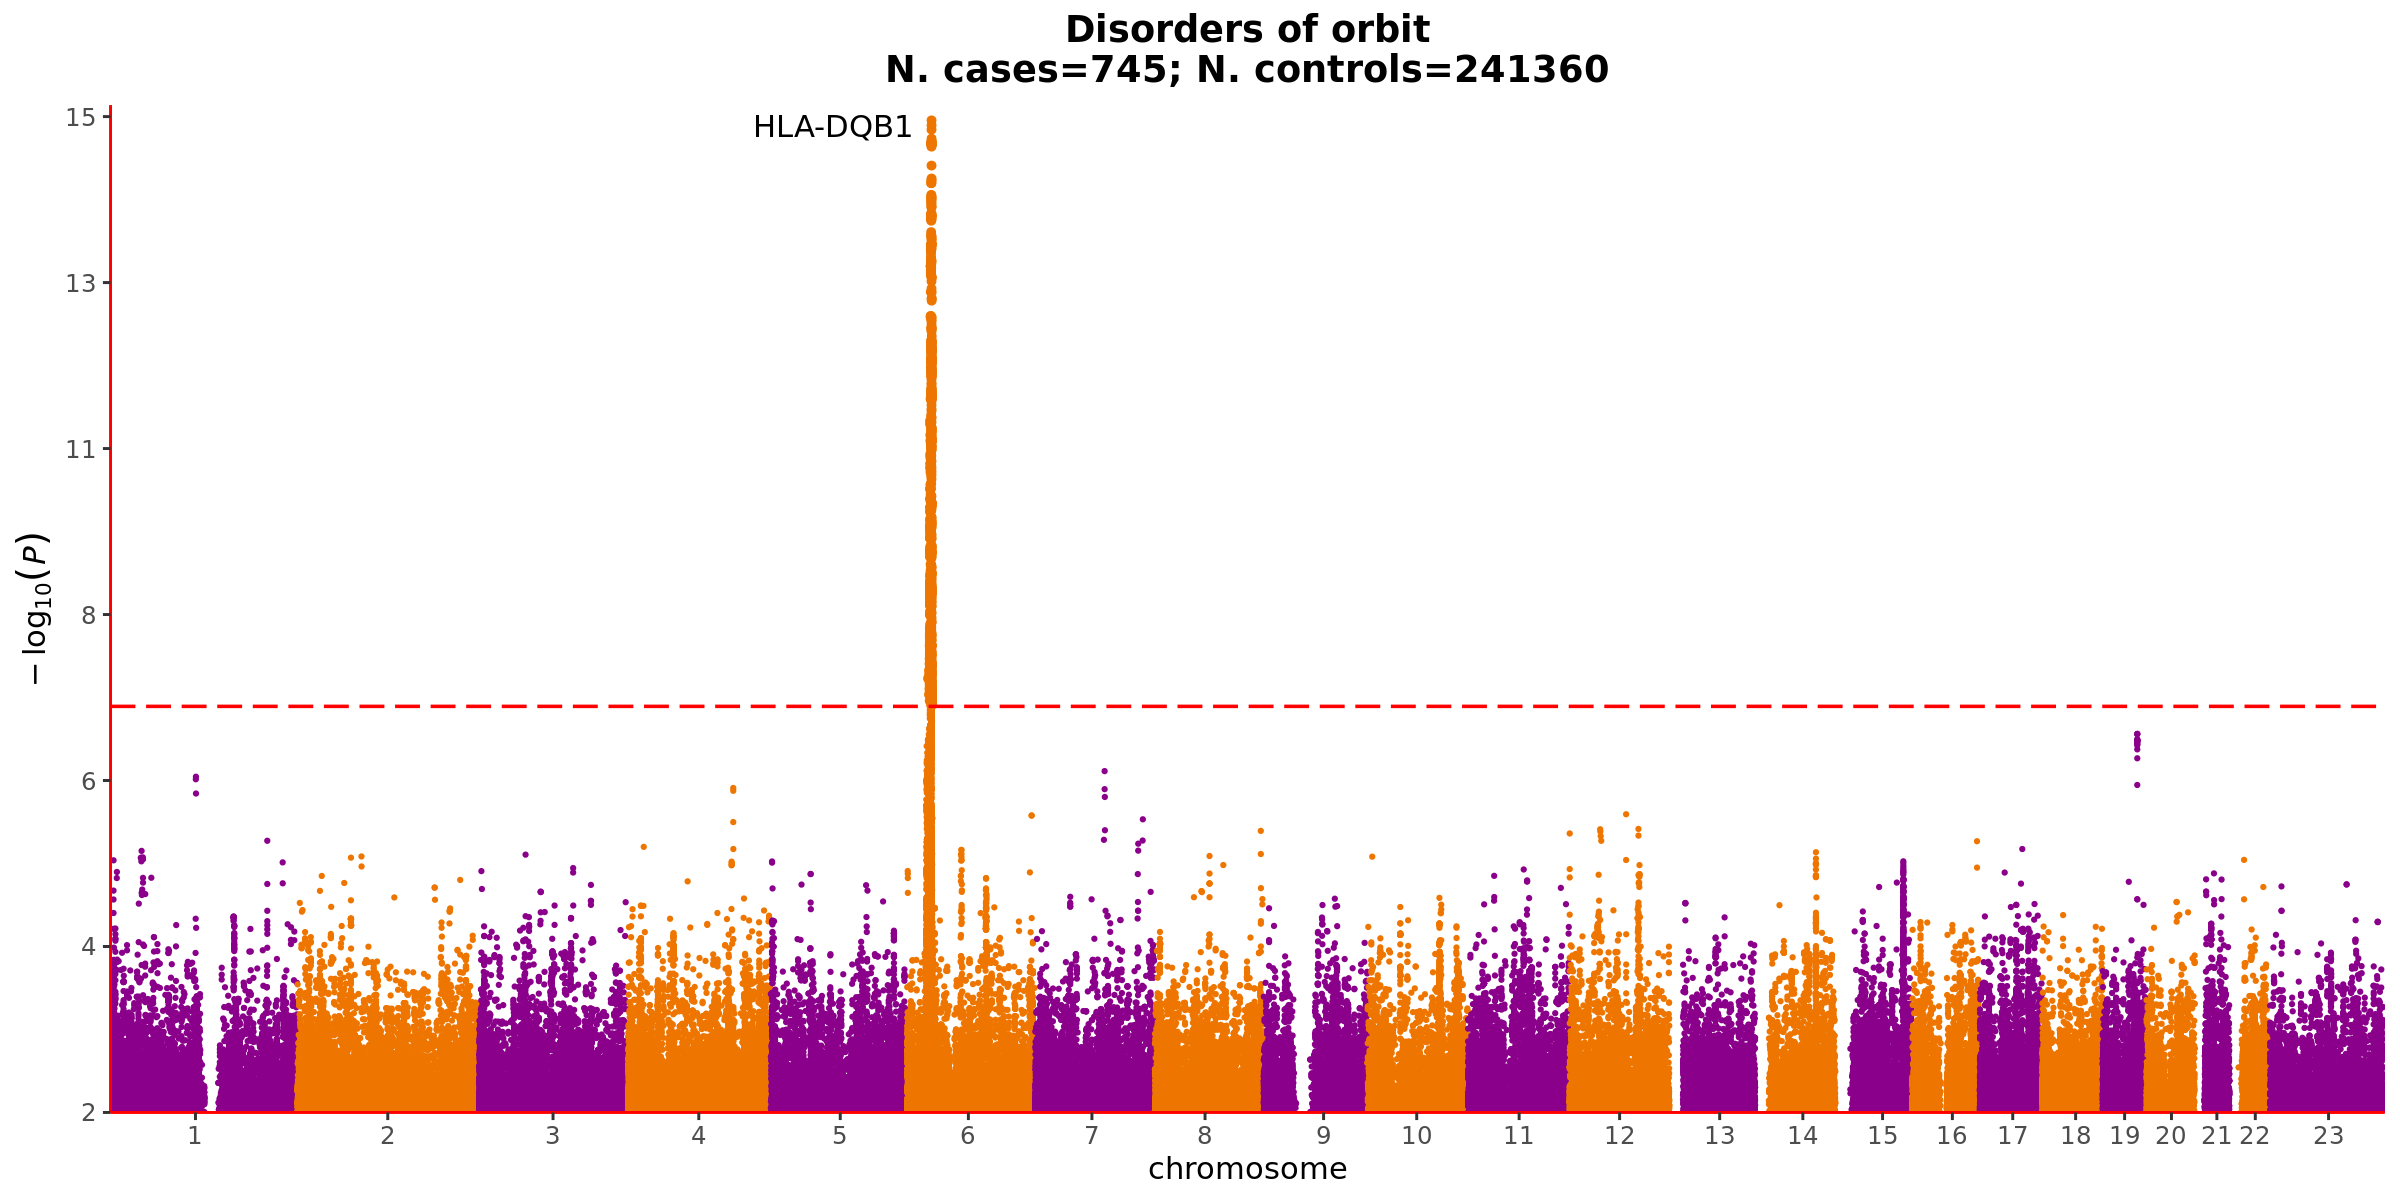 Disorders of orbit
N. cases=745; N. controls=241360
HLA-DQB1
15
13
11
8
6
4
2
−log₁₀(P)
1 2 3 4 5 6 7 8 9 10 11 12 13 14 15 16 17 18 19 20 21 22 23
chromosome